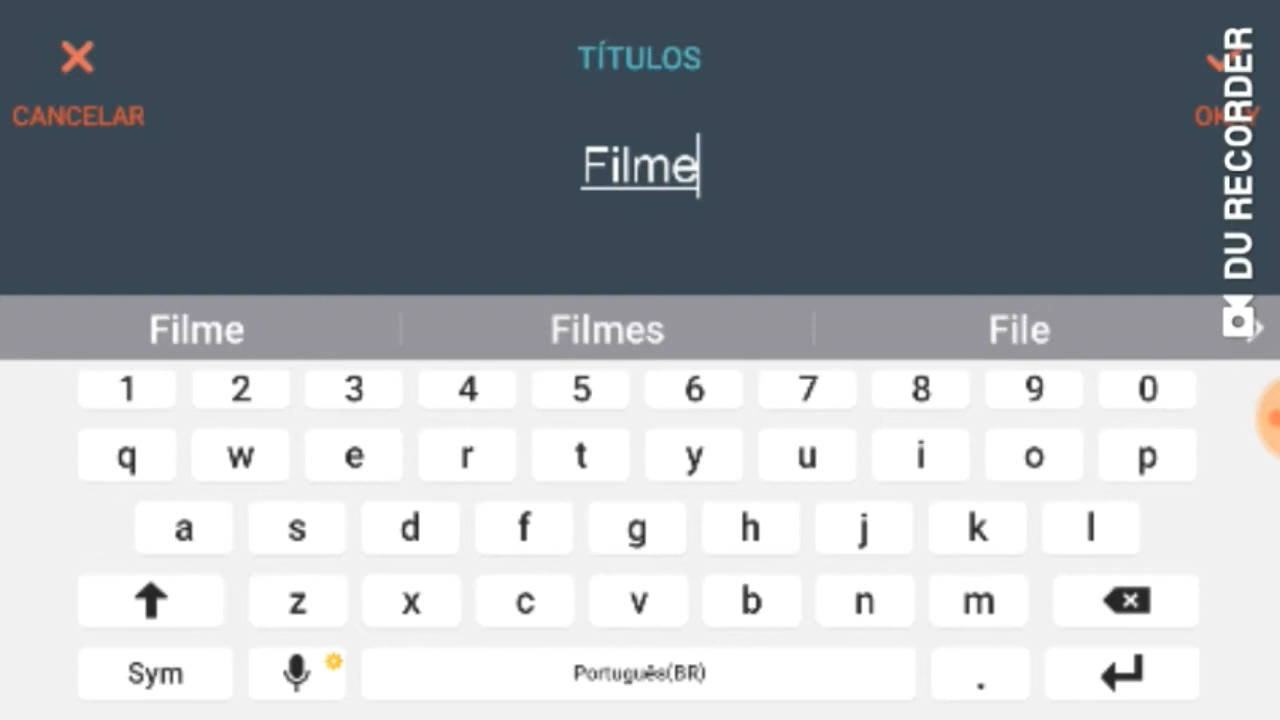 TÍTULOS
CANCELAR
OKAY
DU RECORDER
Filme
Filme Filmes File
1 2 3 4 5 6 7 8 9 0
q w e r t y u i o p
a s d f g h j k l
z x c v b n m
Sym Português(BR) .